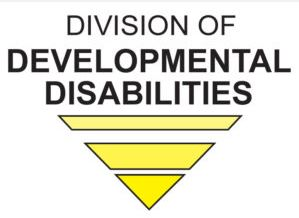 DIVISION OF
DEVELOPMENTAL
DISABILITIES